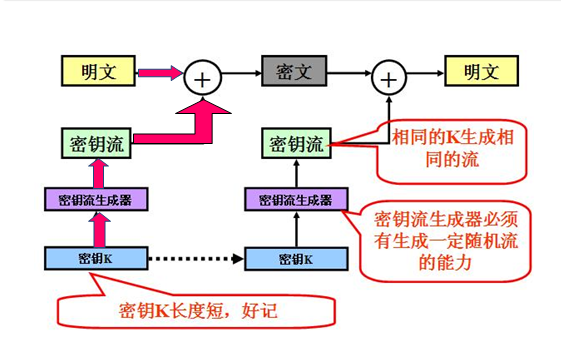 明文
密文
明文
密钥流
密钥流
相同的K生成相
同的流
密钥流生成器
密钥流生成器
密钥流生成器必须
有生成一定随机流
的能力
密钥K
密钥K
密钥K长度短，好记